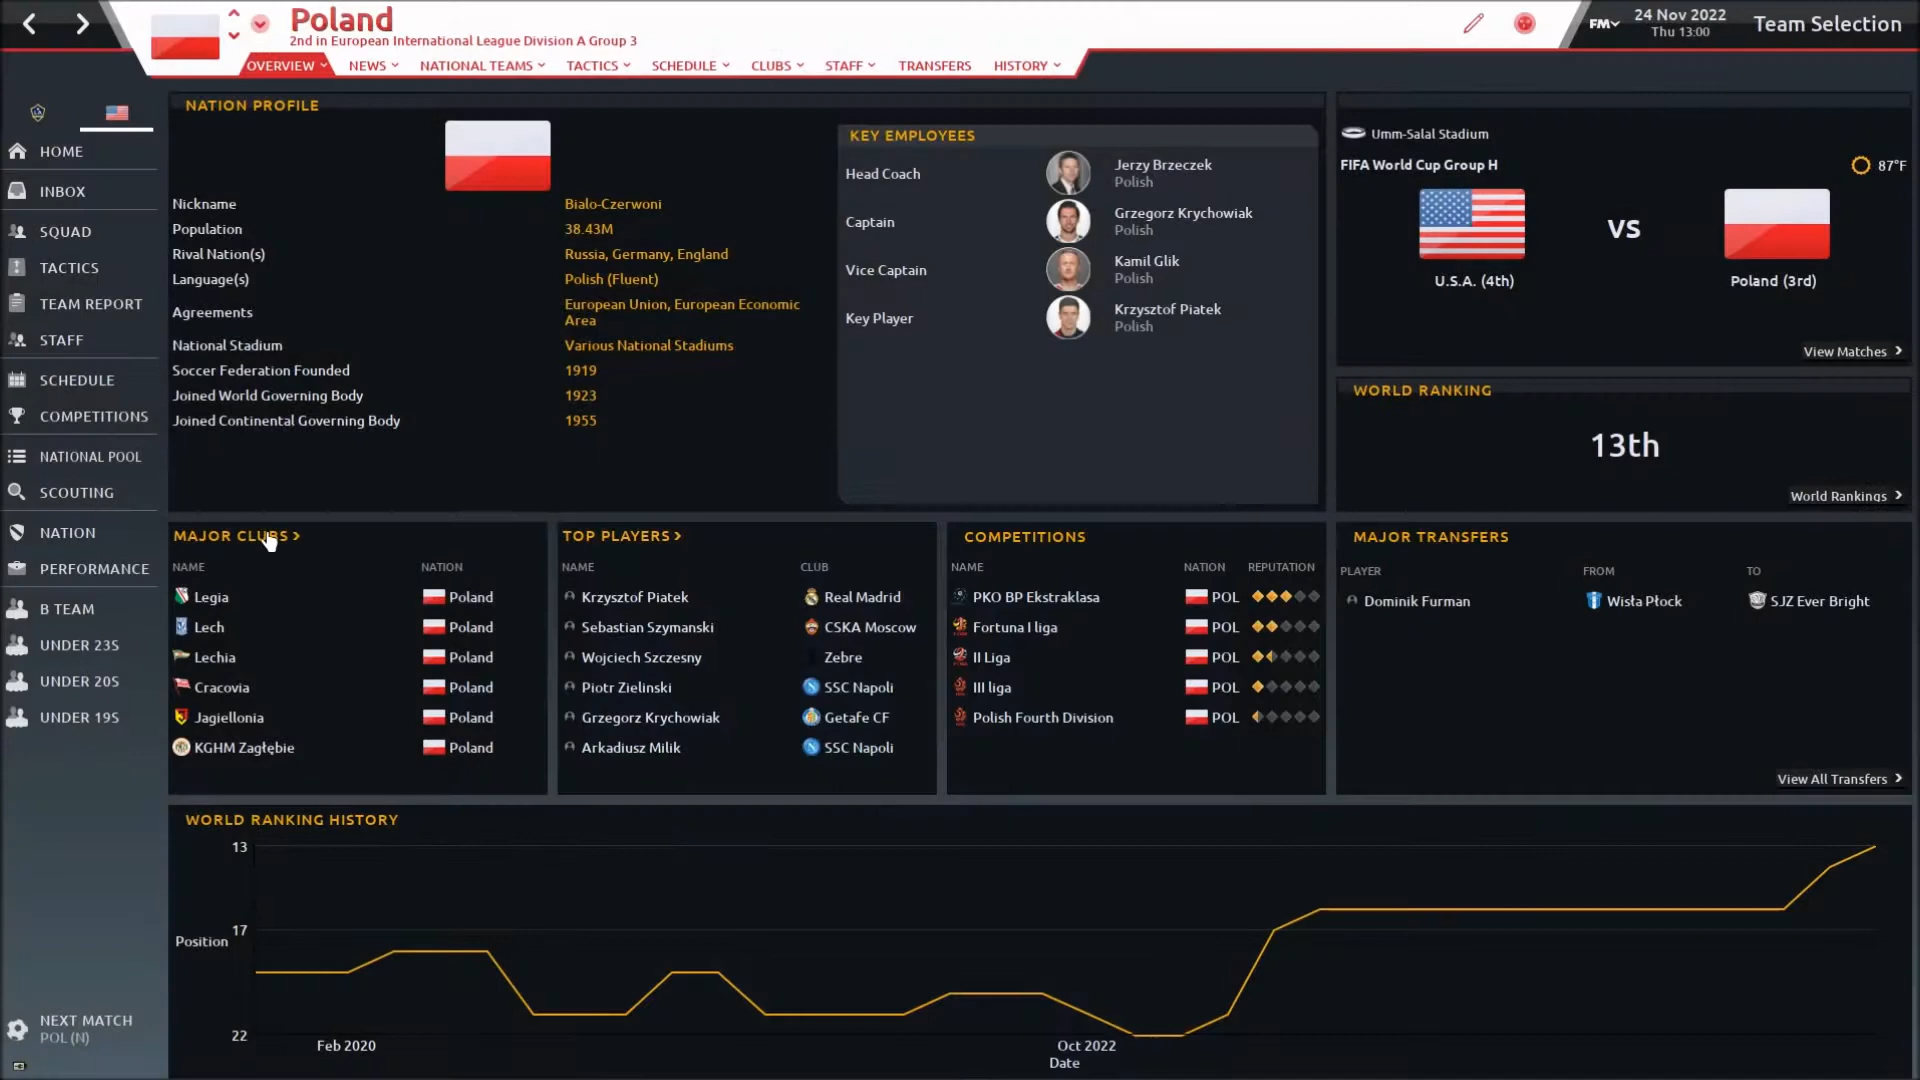 Poland
2nd in European International League Division A Group 3
FM
24 Nov 2022
Thu 13:00
Team Selection
OVERVIEW
NEWS
NATIONAL TEAMS
TACTICS
SCHEDULE
CLUBS
STAFF
TRANSFERS
HISTORY
HOME
INBOX
SQUAD
TACTICS
TEAM REPORT
STAFF
SCHEDULE
COMPETITIONS
NATIONAL POOL
SCOUTING
NATION
PERFORMANCE
B TEAM
UNDER 23S
UNDER 20S
UNDER 19S
NEXT MATCH
POL (N)
NATION PROFILE
Nickname Bialo-Czerwoni
Population 38.43M
Rival Nation(s) Russia, Germany, England
Language(s) Polish (Fluent)
Agreements European Union, European Economic
Area
National Stadium Various National Stadiums
Soccer Federation Founded 1919
Joined World Governing Body 1923
Joined Continental Governing Body 1955
KEY EMPLOYEES
Head Coach Jerzy Brzeczek
Polish
Captain Grzegorz Krychowiak
Polish
Vice Captain Kamil Glik
Polish
Key Player Krzysztof Piatek
Polish
Umm-Salal Stadium
FIFA World Cup Group H 87°F
VS
U.S.A. (4th) Poland (3rd)
View Matches >
WORLD RANKING
13th
World Rankings >
MAJOR CLUBS >
NAME NATION
Legia Poland
Lech Poland
Lechia Poland
Cracovia Poland
Jagiellonia Poland
KGHM Zagłębie Poland
TOP PLAYERS >
NAME CLUB
Krzysztof Piatek Real Madrid
Sebastian Szymanski CSKA Moscow
Wojciech Szczesny Zebre
Piotr Zielinski SSC Napoli
Grzegorz Krychowiak Getafe CF
Arkadiusz Milik SSC Napoli
COMPETITIONS
NAME NATION REPUTATION
PKO BP Ekstraklasa POL
Fortuna I liga POL
II Liga POL
III liga POL
Polish Fourth Division POL
MAJOR TRANSFERS
PLAYER FROM TO
Dominik Furman Wisła Płock SJZ Ever Bright
View All Transfers >
WORLD RANKING HISTORY
13
17
Position
22
Feb 2020 Oct 2022
Date